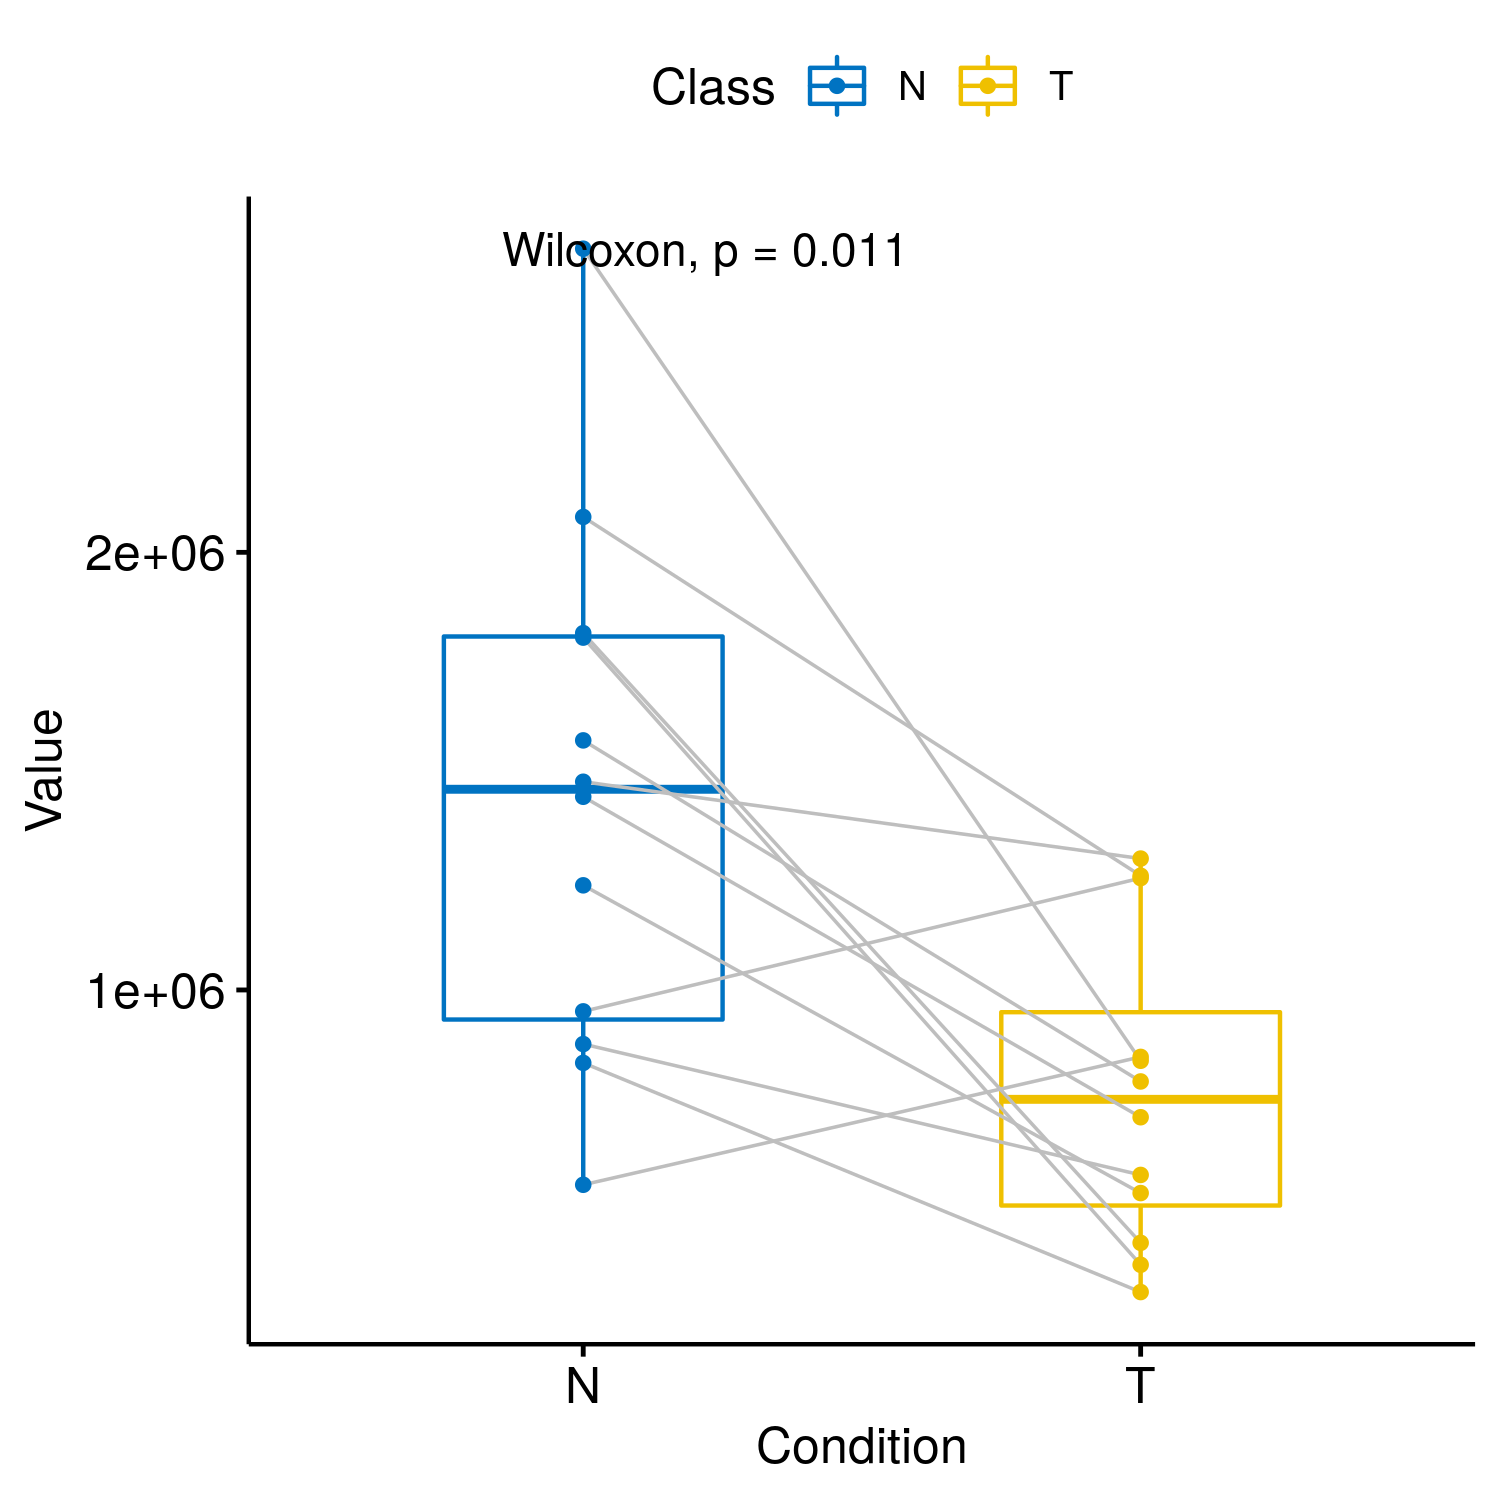 Class N T
Wilcoxon, p = 0.011
2e+06
1e+06
Value
N T
Condition